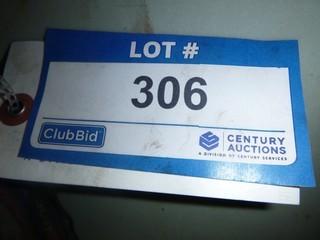 LOT #
306
ClubBid
CENTURY
AUCTIONS
A DIVISION OF CENTURY SERVICES